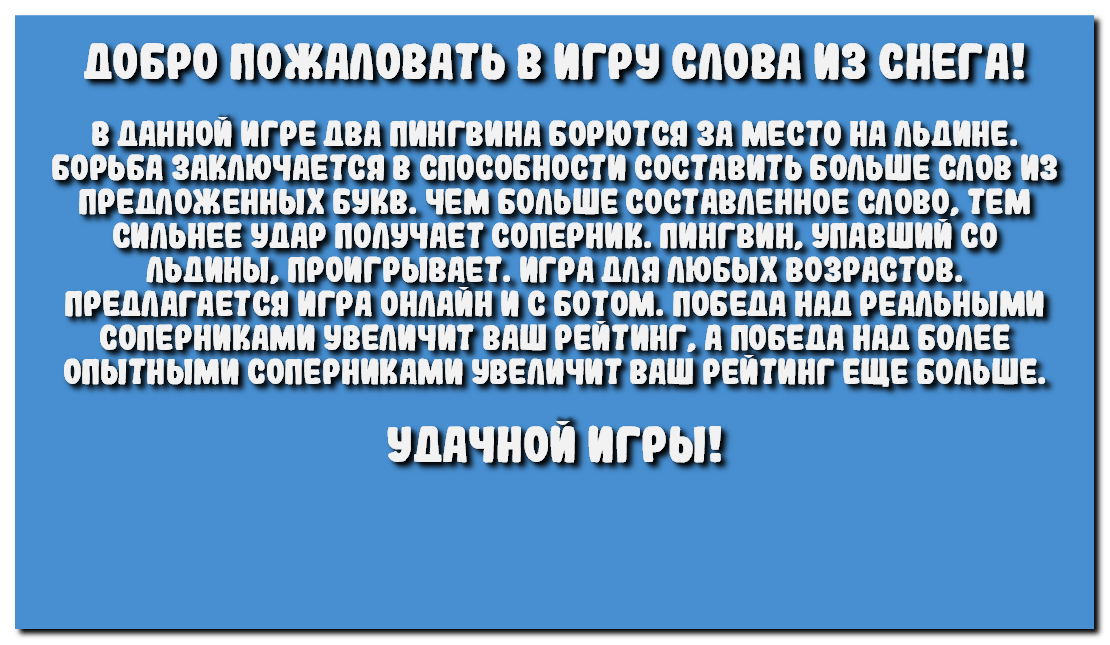 ДОБРО ПОЖАЛОВАТЬ В ИГРУ СЛОВА ИЗ СНЕГА!
В ДАННОЙ ИГРЕ ДВА ПИНГВИНА БОРЮТСЯ ЗА МЕСТО НА ЛЬДИНЕ.
БОРЬБА ЗАКЛЮЧАЕТСЯ В СПОСОБНОСТИ СОСТАВИТЬ БОЛЬШЕ СЛОВ ИЗ
ПРЕДЛОЖЕННЫХ БУКВ. ЧЕМ БОЛЬШЕ СОСТАВЛЕННОЕ СЛОВО, ТЕМ
СИЛЬНЕЕ УДАР ПОЛУЧАЕТ СОПЕРНИК. ПИНГВИН, УПАВШИЙ СО
ЛЬДИНЫ, ПРОИГРЫВАЕТ. ИГРА ДЛЯ ЛЮБЫХ ВОЗРАСТОВ.
ПРЕДЛАГАЕТСЯ ИГРА ОНЛАЙН И С БОТОМ. ПОБЕДА НАД РЕАЛЬНЫМИ
СОПЕРНИКАМИ УВЕЛИЧИТ ВАШ РЕЙТИНГ, А ПОБЕДА НАД БОЛЕЕ
ОПЫТНЫМИ СОПЕРНИКАМИ УВЕЛИЧИТ ВАШ РЕЙТИНГ ЕЩЕ БОЛЬШЕ.
УДАЧНОЙ ИГРЫ!